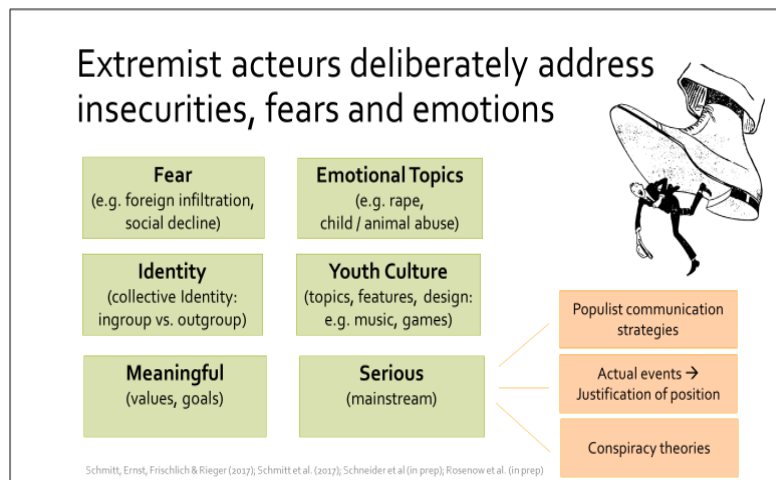 Extremist acteurs deliberately address
insecurities, fears and emotions
Fear
(e.g. foreign infiltration,
social decline)
Emotional Topics
(e.g. rape,
child / animal abuse)
Identity
(collective Identity:
ingroup vs. outgroup)
Youth Culture
(topics, features, design:
e.g. music, games)
Meaningful
(values, goals)
Serious
(mainstream)
Populist communication
strategies
Actual events →
Justification of position
Conspiracy theories
Schmitt, Ernst, Frischlich & Rieger (2017); Schmitt et al. (2017); Schneider et al (in prep); Rosenow et al. (in prep)